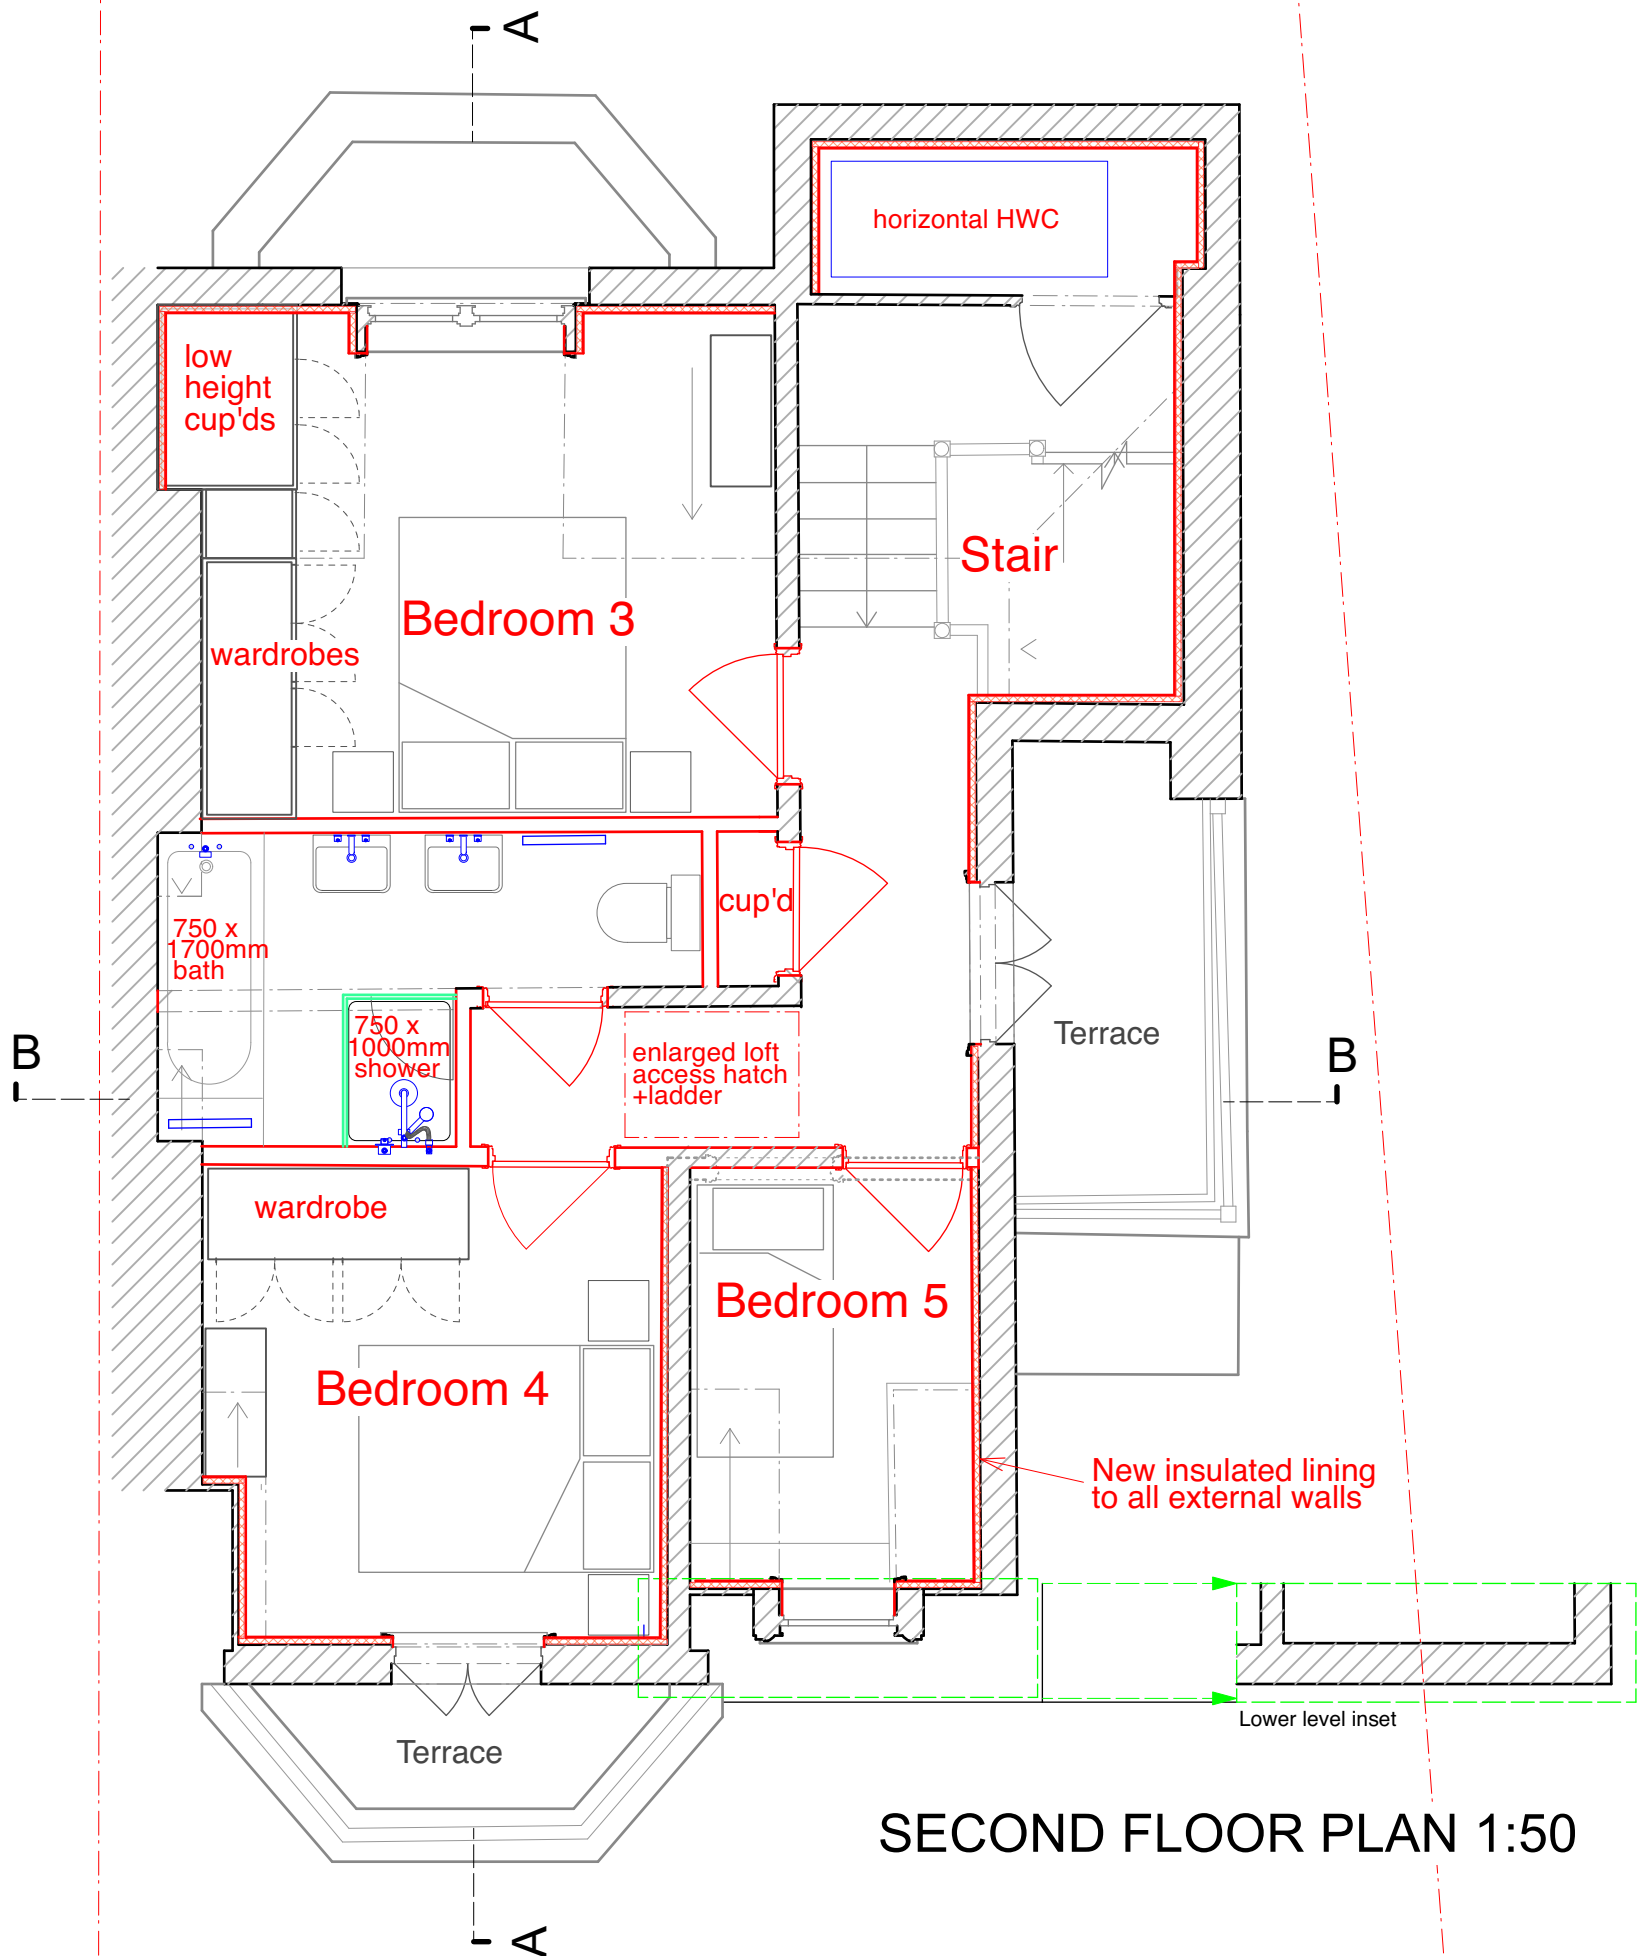 A
horizontal HWC
low
height
cup'ds
Stair
Bedroom 3
wardrobes
cup'd
750 x
1700mm
bath
750 x
1000mm
shower
enlarged loft
access hatch
+ladder
Terrace
B
B
wardrobe
Bedroom 5
Bedroom 4
New insulated lining
to all external walls
Lower level inset
Terrace
SECOND FLOOR PLAN 1:50
A